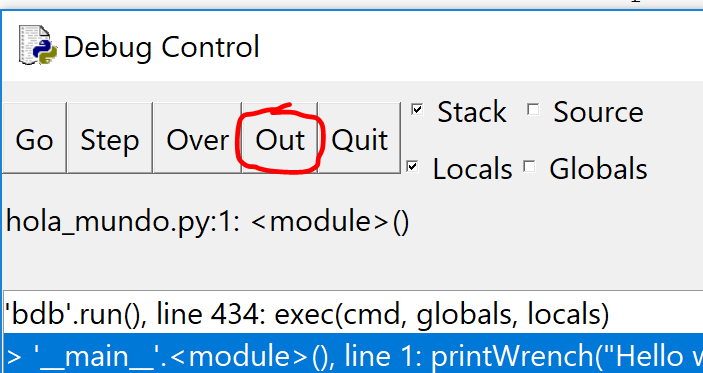 Debug Control
Go Step Over Out Quit
Stack Source
Locals Globals
hola_mundo.py:1: <module>()
'bdb'.run(), line 434: exec(cmd, globals, locals)
> '__main__'.<module>(), line 1: printWrench("Hello